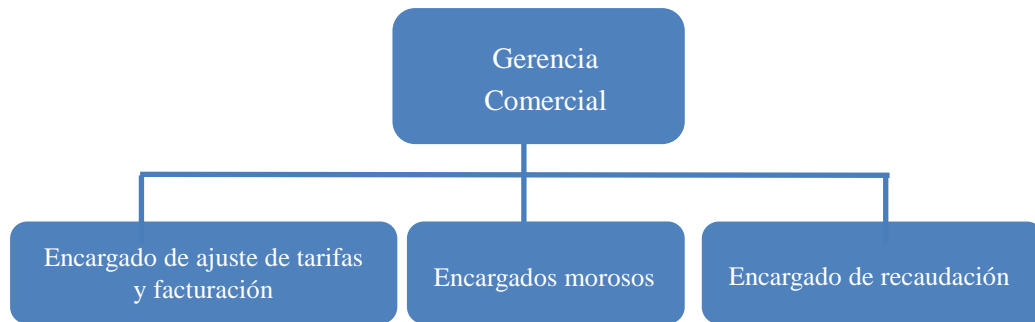 Gerencia
Comercial
Encargado de ajuste de tarifas
y facturación
Encargados morosos
Encargado de recaudación